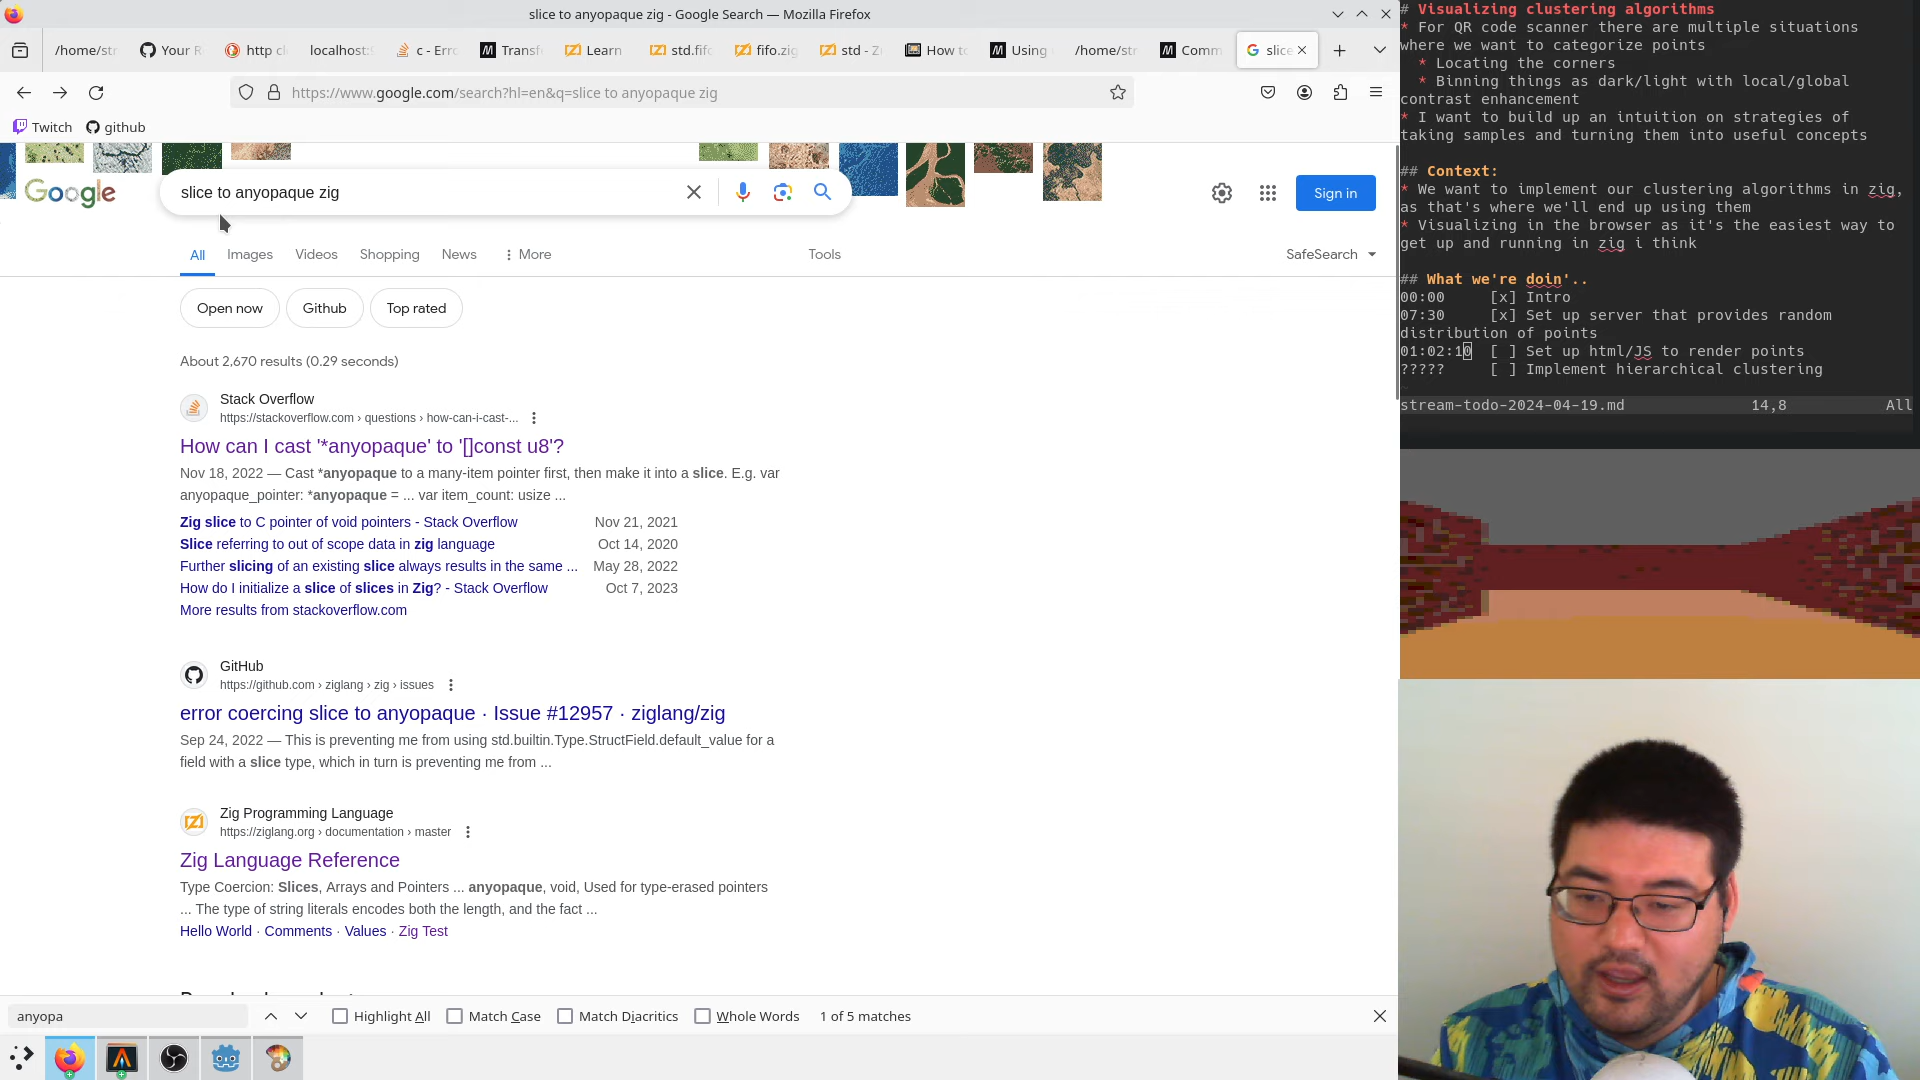 slice to anyopaque zig - Google Search — Mozilla Firefox
/home/str
Your R
http cl
localhost:
c - Erro
Transf
Learn
std.fifo
fifo.zig
std - Z
How to
Using
/home/str
Comm
slice
https://www.google.com/search?hl=en&q=slice to anyopaque zig
Twitch
github
Google
slice to anyopaque zig
Sign in
All
Images
Videos
Shopping
News
More
Tools
SafeSearch
Open now
Github
Top rated
About 2,670 results (0.29 seconds)
Stack Overflow
https://stackoverflow.com › questions › how-can-i-cast-...
How can I cast '*anyopaque' to '[]const u8'?
Nov 18, 2022 — Cast *anyopaque to a many-item pointer first, then make it into a slice. E.g. var
anyopaque_pointer: *anyopaque = ... var item_count: usize ...
Zig slice to C pointer of void pointers - Stack Overflow Nov 21, 2021
Slice referring to out of scope data in zig language Oct 14, 2020
Further slicing of an existing slice always results in the same ... May 28, 2022
How do I initialize a slice of slices in Zig? - Stack Overflow Oct 7, 2023
More results from stackoverflow.com
GitHub
https://github.com › ziglang › zig › issues
error coercing slice to anyopaque · Issue #12957 · ziglang/zig
Sep 24, 2022 — This is preventing me from using std.builtin.Type.StructField.default_value for a
field with a slice type, which in turn is preventing me from ...
Zig Programming Language
https://ziglang.org › documentation › master
Zig Language Reference
Type Coercion: Slices, Arrays and Pointers ... anyopaque, void, Used for type-erased pointers
... The type of string literals encodes both the length, and the fact ...
Hello World · Comments · Values · Zig Test
anyopa
Highlight All
Match Case
Match Diacritics
Whole Words
1 of 5 matches
# Visualizing clustering algorithms
* For QR code scanner there are multiple situations
where we want to categorize points
* Locating the corners
* Binning things as dark/light with local/global
contrast enhancement
* I want to build up an intuition on strategies of
taking samples and turning them into useful concepts
## Context:
* We want to implement our clustering algorithms in zig,
as that's where we'll end up using them
* Visualizing in the browser as it's the easiest way to
get up and running in zig i think
## What we're doin'..
00:00 [x] Intro
07:30 [x] Set up server that provides random
distribution of points
01:02:10 [ ] Set up html/JS to render points
????? [ ] Implement hierarchical clustering
~
stream-todo-2024-04-19.md 14,8 All